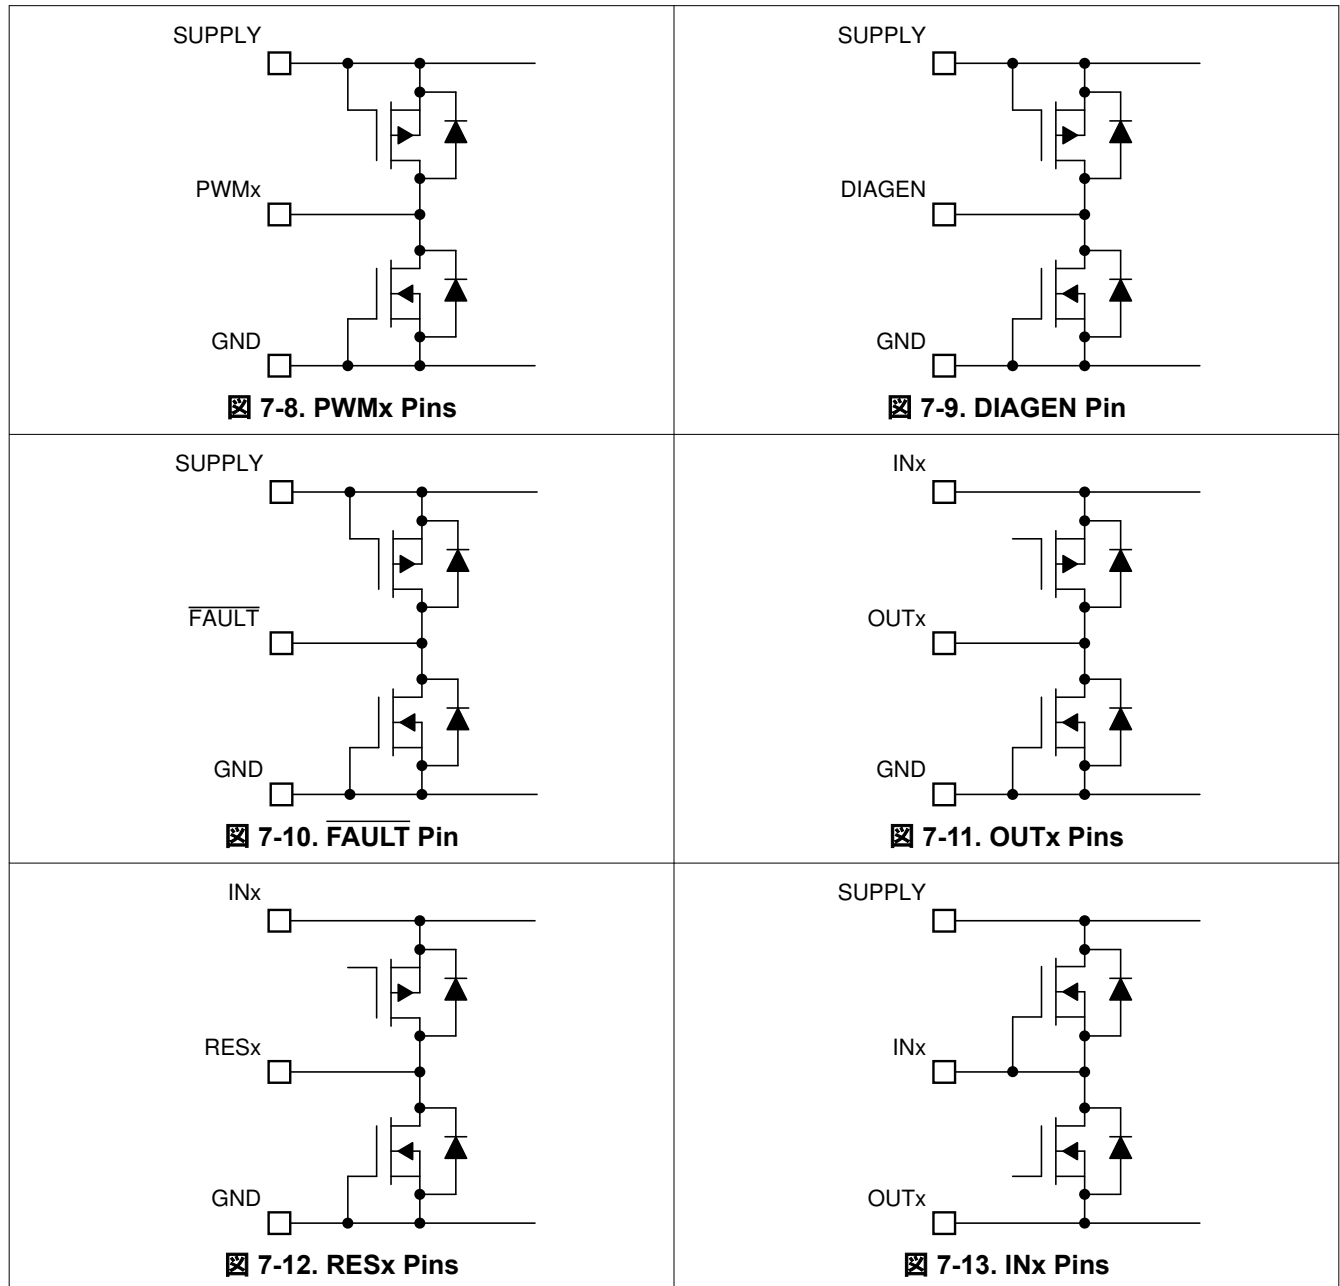 SUPPLY
PWMx
GND
図 7-8. PWMx Pins
SUPPLY
DIAGEN
GND
図 7-9. DIAGEN Pin
SUPPLY
FAULT
GND
図 7-10. FAULT Pin
INx
OUTx
GND
図 7-11. OUTx Pins
INx
RESx
GND
図 7-12. RESx Pins
SUPPLY
INx
OUTx
図 7-13. INx Pins